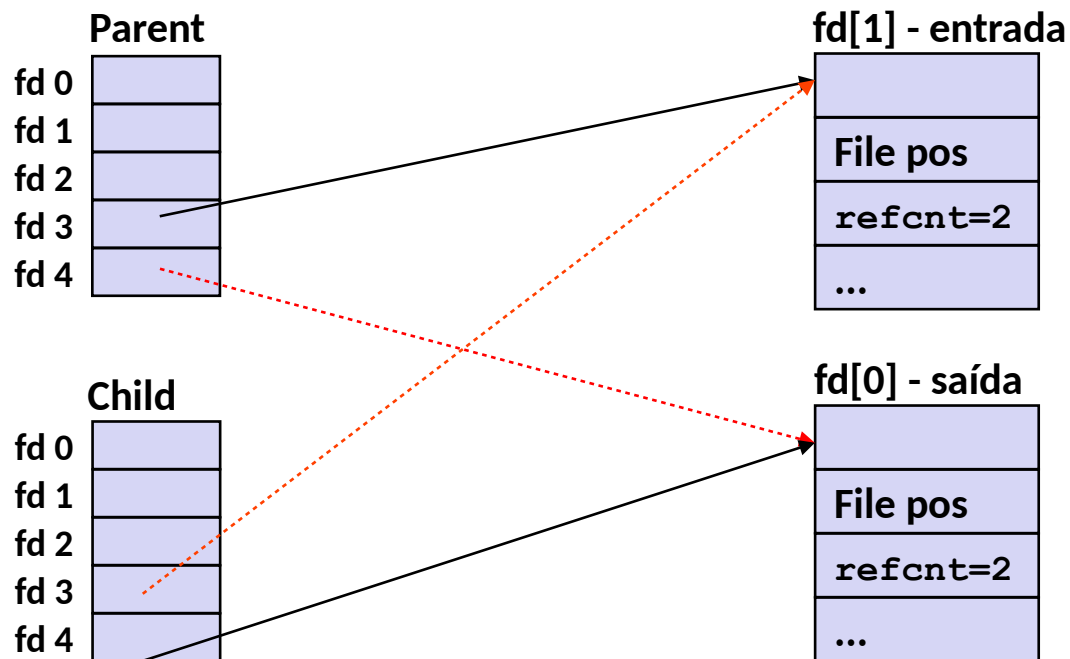 Parent
fd 0
fd 1
fd 2
fd 3
fd 4
fd[1] - entrada
File pos
refcnt=2
...
Child
fd 0
fd 1
fd 2
fd 3
fd 4
fd[0] - saída
File pos
refcnt=2
...